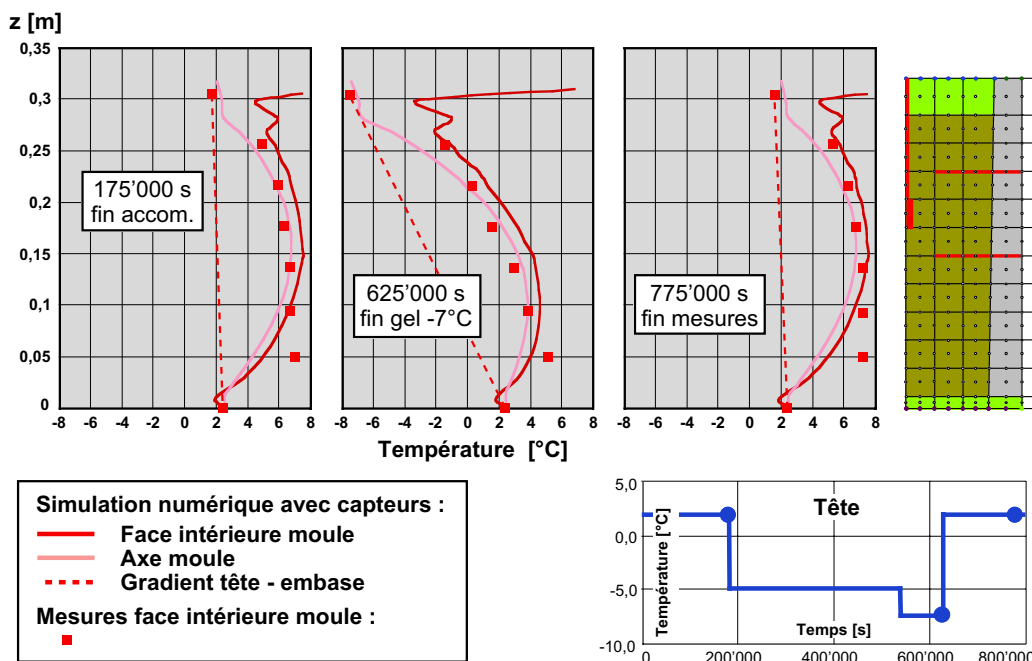 z [m]
0,35
0,3
0,25
0,2
0,15
0,1
0,05
0
175’000 s
fin accom.
625’000 s
fin gel -7°C
775’000 s
fin mesures
-8 -6 -4 -2 0 2 4 6 8
-8 -6 -4 -2 0 2 4 6 8
-8 -6 -4 -2 0 2 4 6 8
Température [°C]
Simulation numérique avec capteurs :
Face intérieure moule
Axe moule
Gradient tête - embase
Mesures face intérieure moule :
5,0
0,0
-5,0
-10,0
Température [°C]
Tête
Temps [s]
0 200'000 400'000 600'000 800'000